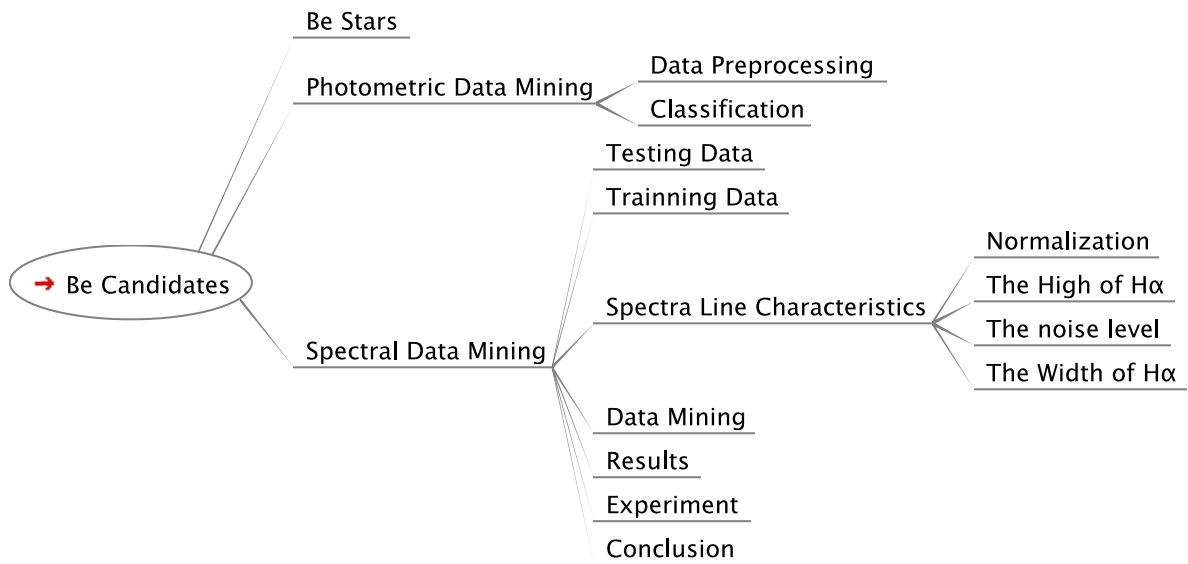 Be Stars
Photometric Data Mining
Data Preprocessing
Classification
Testing Data
Trainning Data
Be Candidates
Spectral Data Mining
Spectra Line Characteristics
Normalization
The High of Hα
The noise level
The Width of Hα
Data Mining
Results
Experiment
Conclusion